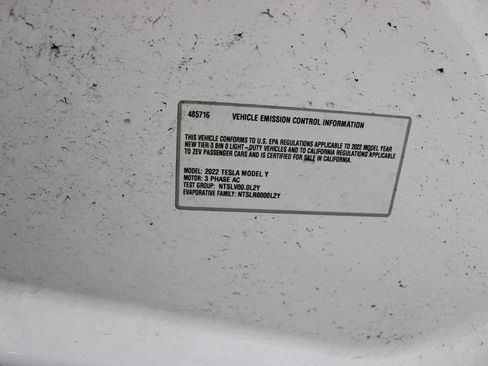 485716 VEHICLE EMISSION CONTROL INFORMATION
THIS VEHICLE CONFORMS TO U.S. EPA REGULATIONS APPLICABLE TO 2022 MODEL YEAR
NEW TIER 3 BIN 0 LIGHT-DUTY VEHICLES AND TO CALIFORNIA REGULATIONS APPLICABLE
TO ZEV PASSENGER CARS AND IS CERTIFIED FOR SALE IN CALIFORNIA.
MODEL: 2022 TESLA MODEL Y
MOTOR: 3 PHASE AC
TEST GROUP: NTSLV00.0L2Y
EVAPORATIVE FAMILY: NTSLR0000L2Y